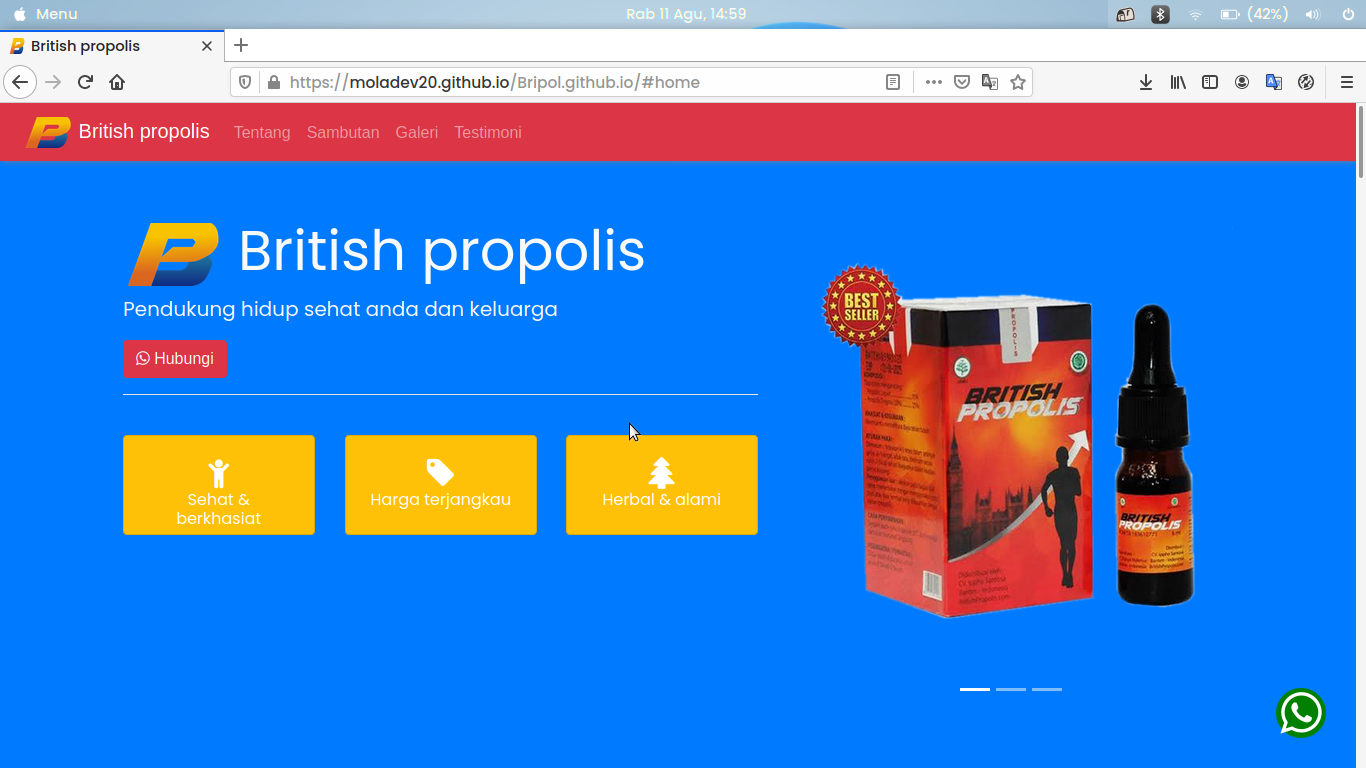 Menu
Rab 11 Agu, 14:59
(42%)
British propolis
https://moladev20.github.io/Bripol.github.io/#home
British propolis
Tentang
Sambutan
Galeri
Testimoni
British propolis
Pendukung hidup sehat anda dan keluarga
Hubungi
Sehat &
berkhasiat
Harga terjangkau
Herbal & alami
BEST
SELLER
PROPOLIS
BRITISH
PROPOLIS
BRITISH
PROPOLIS